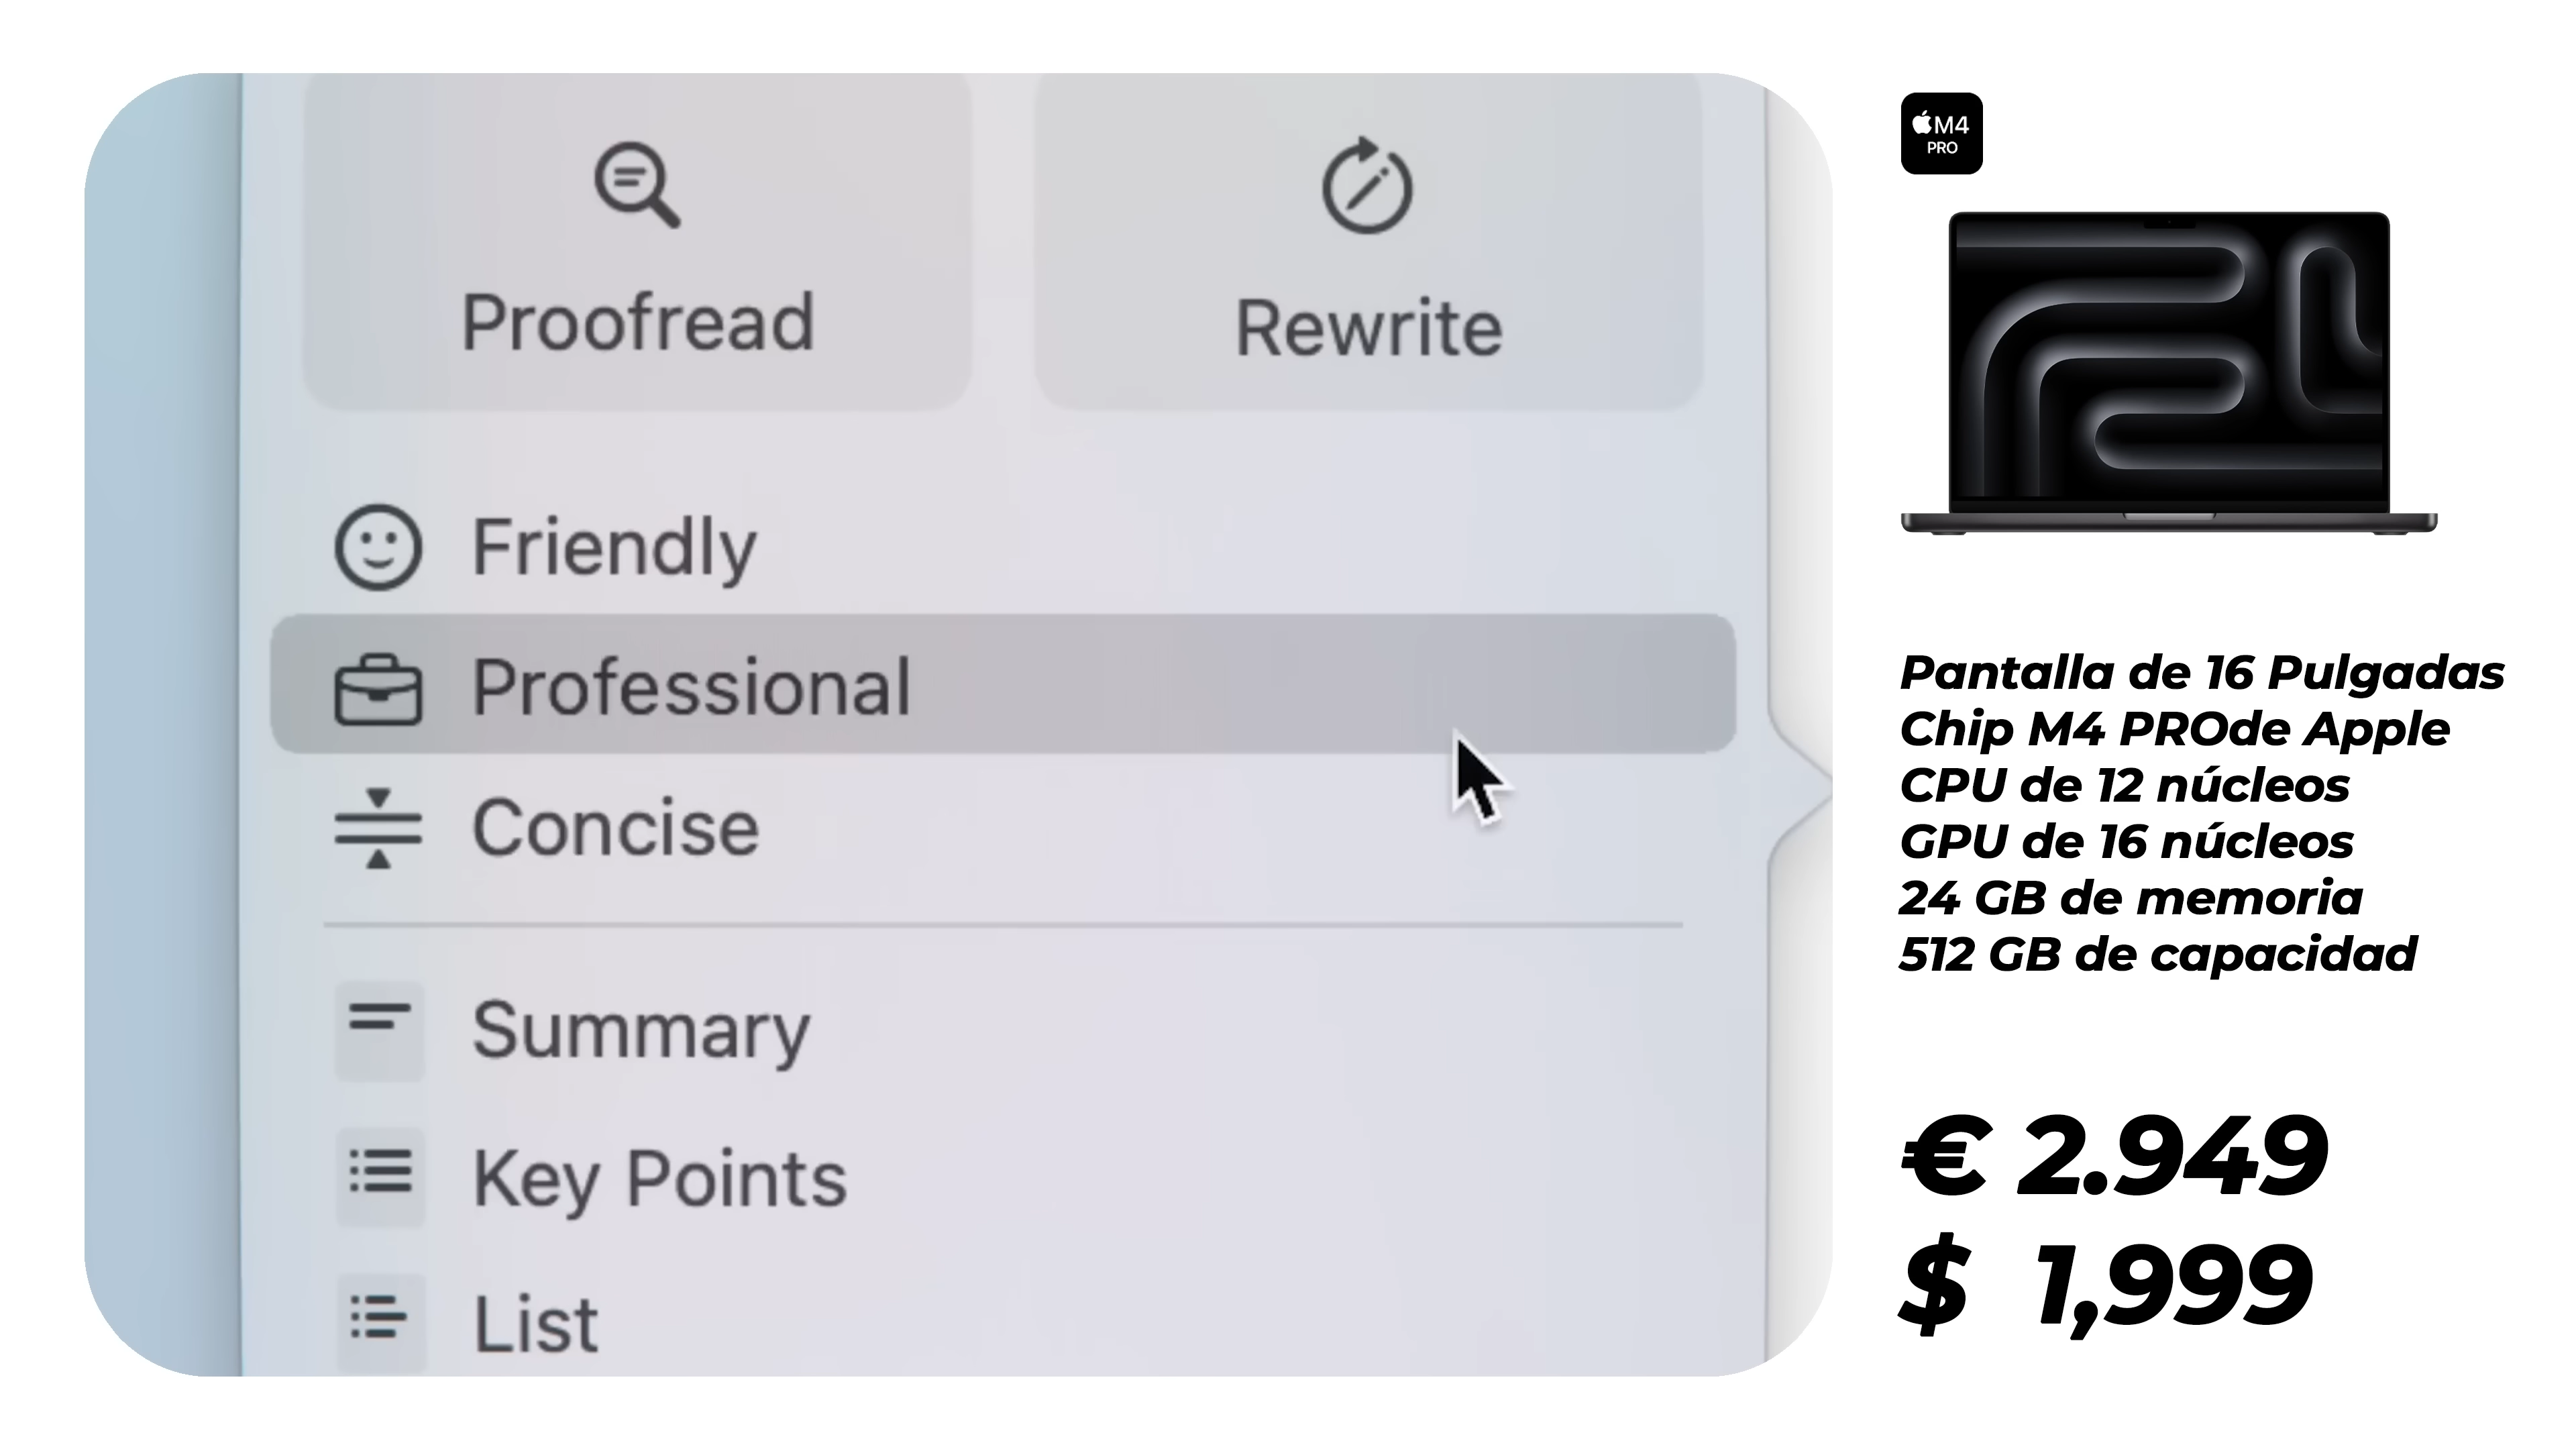 Proofread
Rewrite
Friendly
Professional
Concise
Summary
Key Points
List
M4
PRO
Pantalla de 16 Pulgadas
Chip M4 PROde Apple
CPU de 12 núcleos
GPU de 16 núcleos
24 GB de memoria
512 GB de capacidad
€ 2.949
$ 1,999